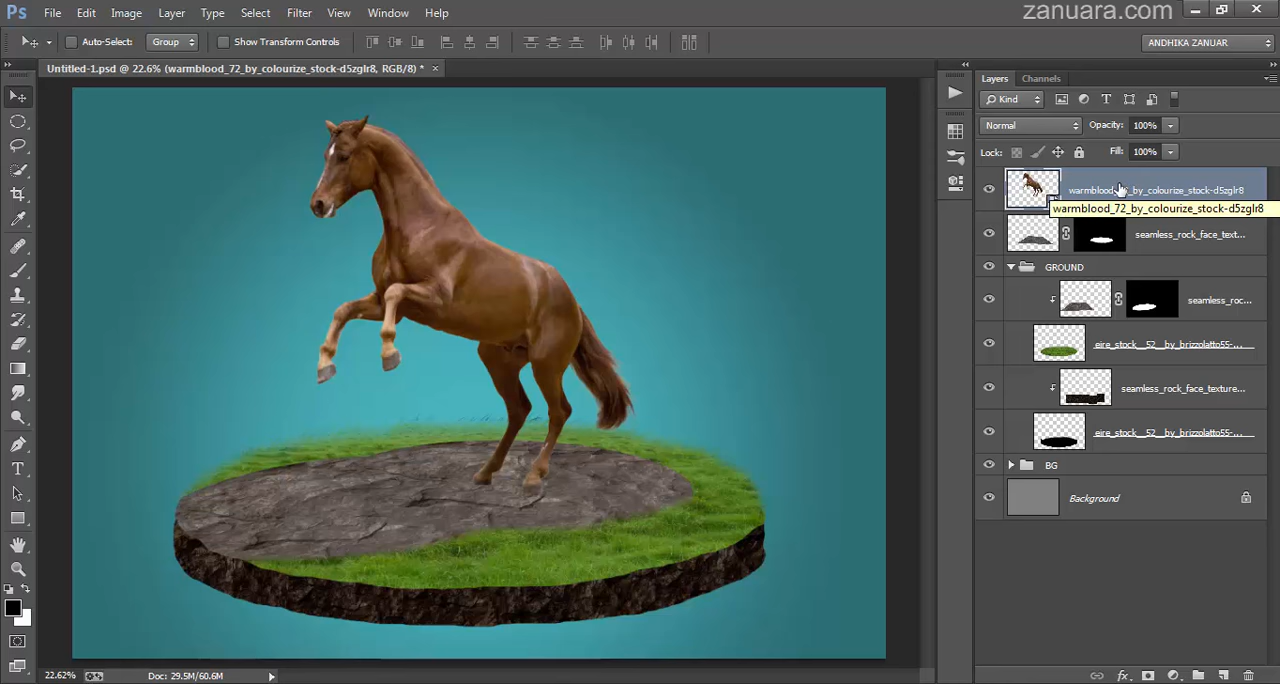 zanuara.com
Ps File Edit Image Layer Type Select Filter View Window Help
Auto-Select: Group Show Transform Controls ANDHIKA ZANUAR
Untitled-1.psd @ 22.6% (warmblood_72_by_colourize_stock-d5zglr8, RGB/8) *
Layers Channels
Kind
Normal Opacity: 100%
Lock: Fill: 100%
warmblood_72_by_colourize_stock-d5zglr8
warmblood_72_by_colourize_stock-d5zglr8
seamless_rock_face_text...
GROUND
seamless_roc...
eire_stock__52__by_brizzolatto55-...
seamless_rock_face_texture...
eire_stock__52__by_brizzolatto55-...
BG
Background
22.62% Doc: 29.5M/60.6M